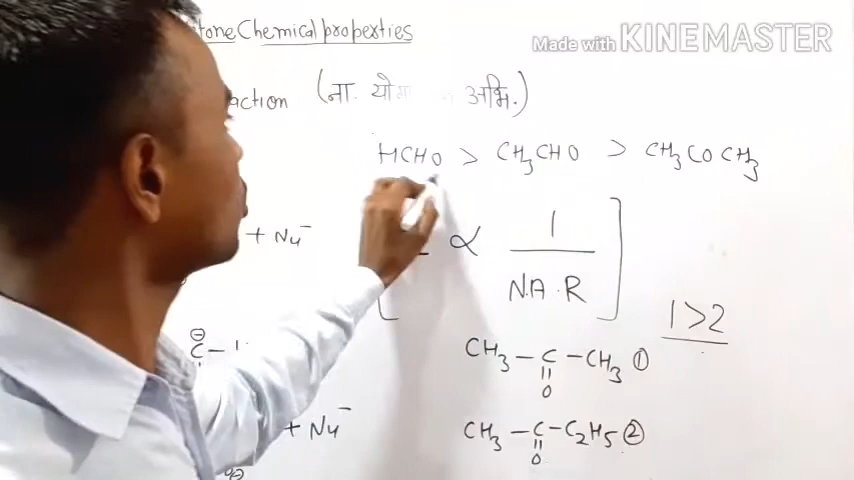 tone Chemical properties
Made with KINEMASTER
action (ना. यो अभि.)
HCHO > CH₃CHO > CH₃COCH₃
+ Nu⁻ ∝ 1
N.A.R
1>2
⊖
C – CH₃ – C – CH₃ ①
||
O
+ Nu⁻ CH₃ – C – C₂H₅ ②
||
O